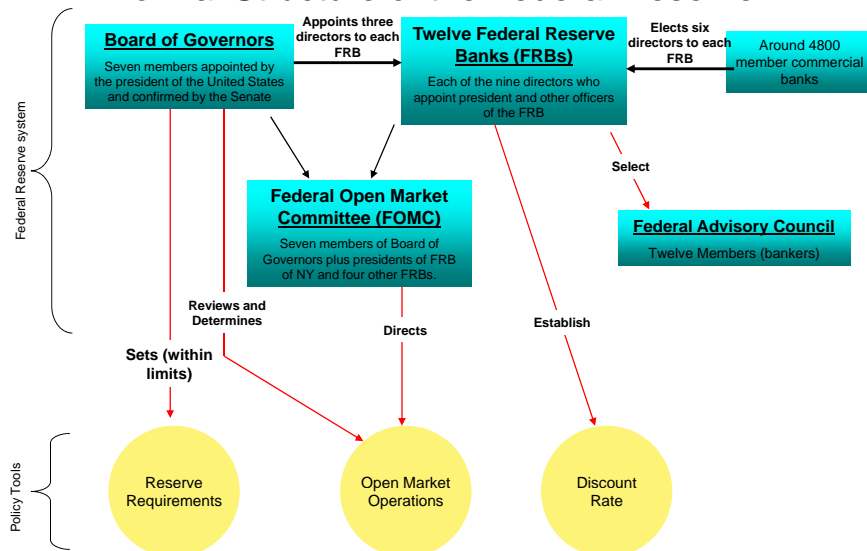 Board of Governors
Seven members appointed by
the president of the United States
and confirmed by the Senate
Appoints three
directors to each
FRB
Twelve Federal Reserve
Banks (FRBs)
Each of the nine directors who
appoint president and other officers
of the FRB
Elects six
directors to each
FRB
Around 4800
member commercial
banks
Federal Reserve system
Select
Federal Open Market
Committee (FOMC)
Seven members of Board of
Governors plus presidents of FRB
of NY and four other FRBs.
Federal Advisory Council
Twelve Members (bankers)
Reviews and
Determines
Directs
Establish
Sets (within
limits)
Policy Tools
Reserve
Requirements
Open Market
Operations
Discount
Rate